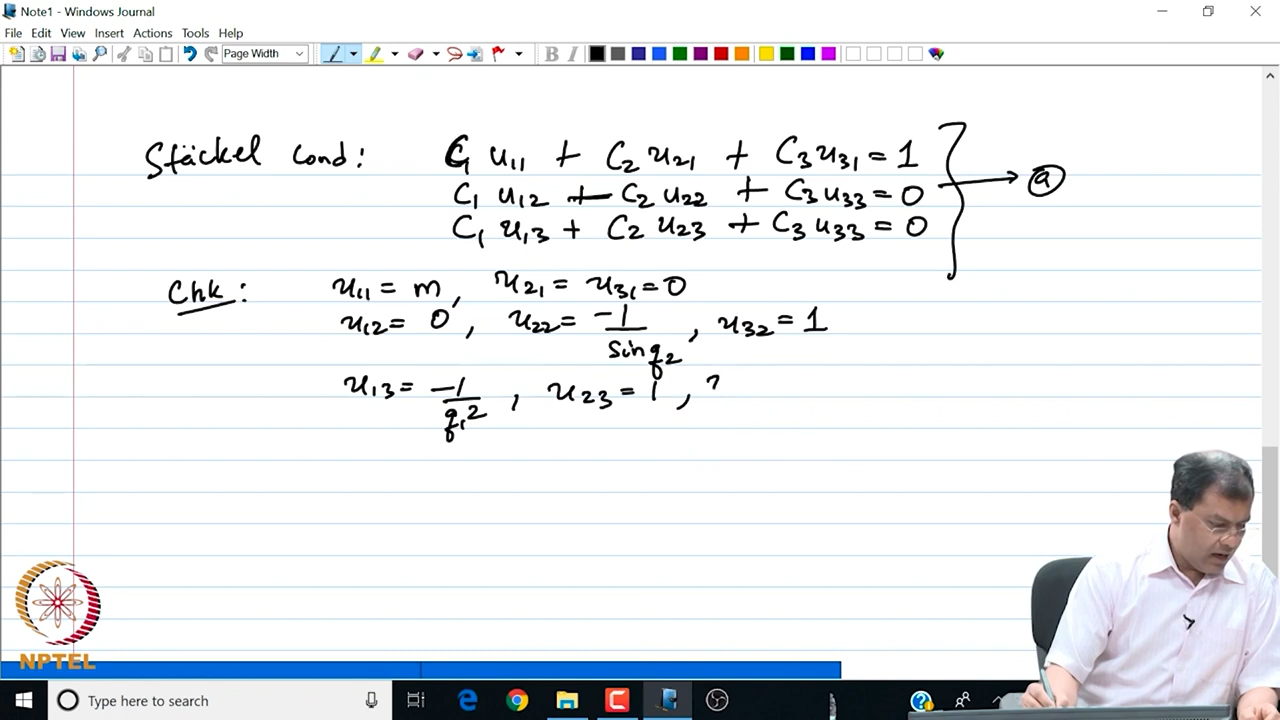 Note1 - Windows Journal
File Edit View Insert Actions Tools Help
Page Width
B I
Stäckel Cond: C₁ u₁₁ + C₂ u₂₁ + C₃ u₃₁ = 1
C₁ u₁₂ + C₂ u₂₂ + C₃ u₃₃ = 0 → ⓐ
C₁ u₁₃ + C₂ u₂₃ + C₃ u₃₃ = 0
Chk: u₁₁ = m, u₂₁ = u₃₁ = 0
u₁₂ = 0, u₂₂ = -1/sin q₂, u₃₂ = 1
u₁₃ = -1/q₁², u₂₃ = 1,
NPTEL
Type here to search